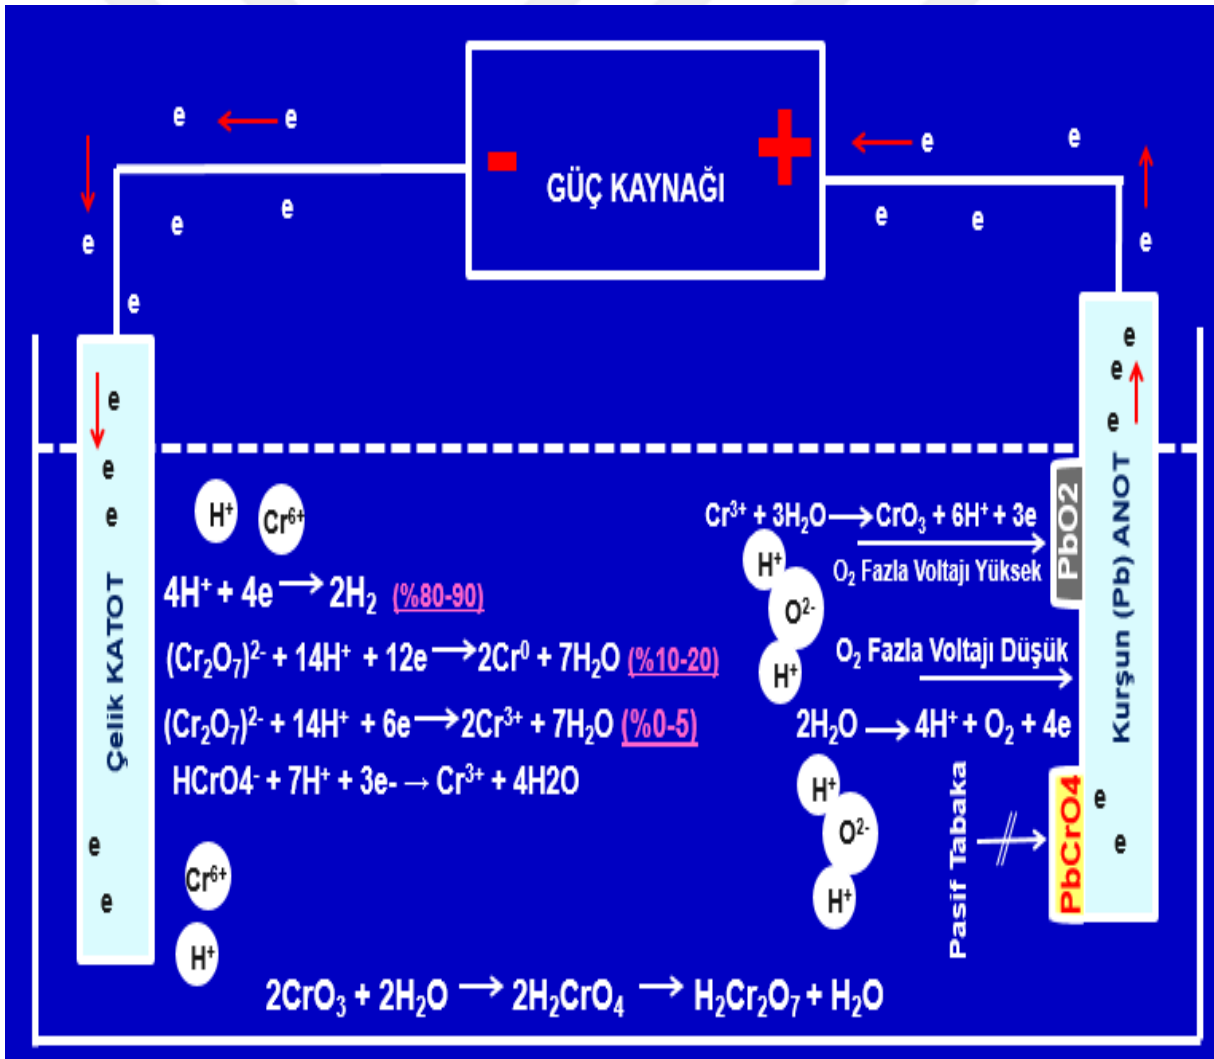 e
e
e
e
e
e
e
e
e
e
e
e
-
+
GÜÇ KAYNAĞI
e
e
e
Çelik KATOT
e
e
e
e
e
Kurşun (Pb) ANOT
e
e
H⁺
Cr⁶⁺
4H⁺ + 4e → 2H₂ (%80-90)
(Cr₂O₇)²⁻ + 14H⁺ + 12e → 2Cr⁰ + 7H₂O (%10-20)
(Cr₂O₇)²⁻ + 14H⁺ + 6e → 2Cr³⁺ + 7H₂O (%0-5)
HCrO4⁻ + 7H⁺ + 3e- → Cr³⁺ + 4H2O
Cr⁶⁺
H⁺
Cr³⁺ + 3H₂O → CrO₃ + 6H⁺ + 3e
O₂ Fazla Voltajı Yüksek
PbO2
H⁺
O²⁻
H⁺
O₂ Fazla Voltajı Düşük
2H₂O → 4H⁺ + O₂ + 4e
H⁺
O²⁻
H⁺
Pasif Tabaka
PbCrO4
2CrO₃ + 2H₂O → 2H₂CrO₄ → H₂Cr₂O₇ + H₂O